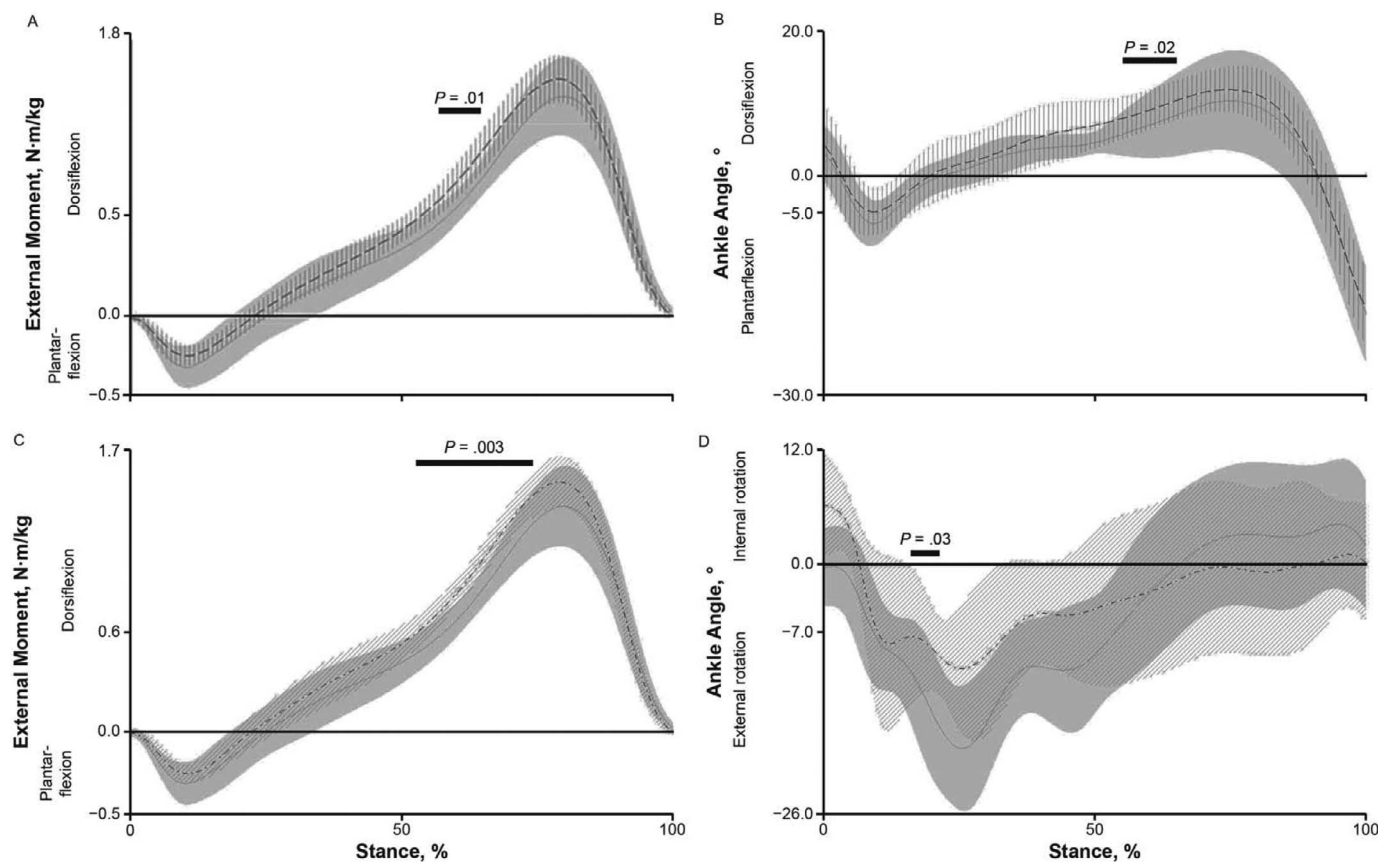 A
1.8
0.5
0.0
−0.5
External Moment, N·m/kg
Dorsiflexion
Plantar-
flexion
P = .01
0
50
100
B
20.0
0.0
−5.0
−30.0
Ankle Angle, °
Dorsiflexion
Plantarflexion
P = .02
C
1.7
0.6
0.0
−0.5
External Moment, N·m/kg
Dorsiflexion
Plantar-
flexion
P = .003
0
50
100
Stance, %
D
12.0
0.0
−7.0
−26.0
Ankle Angle, °
Internal rotation
External rotation
P = .03
0
50
100
Stance, %